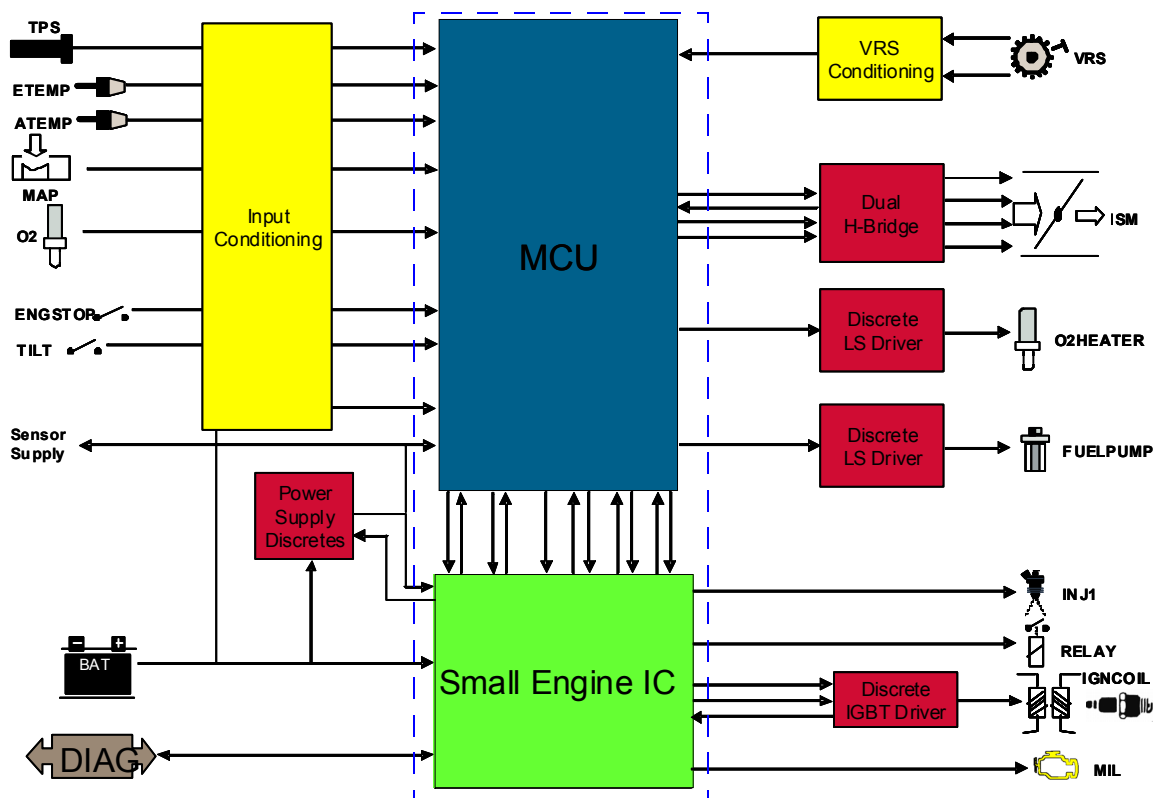 TPS
ETEMP
ATEMP
MAP
O2
ENGSTOP
TILT
Sensor
Supply
BAT
DIAG
Input
Conditioning
Power
Supply
Discretes
MCU
Small Engine IC
VRS
Conditioning
VRS
Dual
H-Bridge
ISM
Discrete
LS Driver
O2HEATER
Discrete
LS Driver
FUELPUMP
INJ1
RELAY
IGNCOIL
Discrete
IGBT Driver
MIL